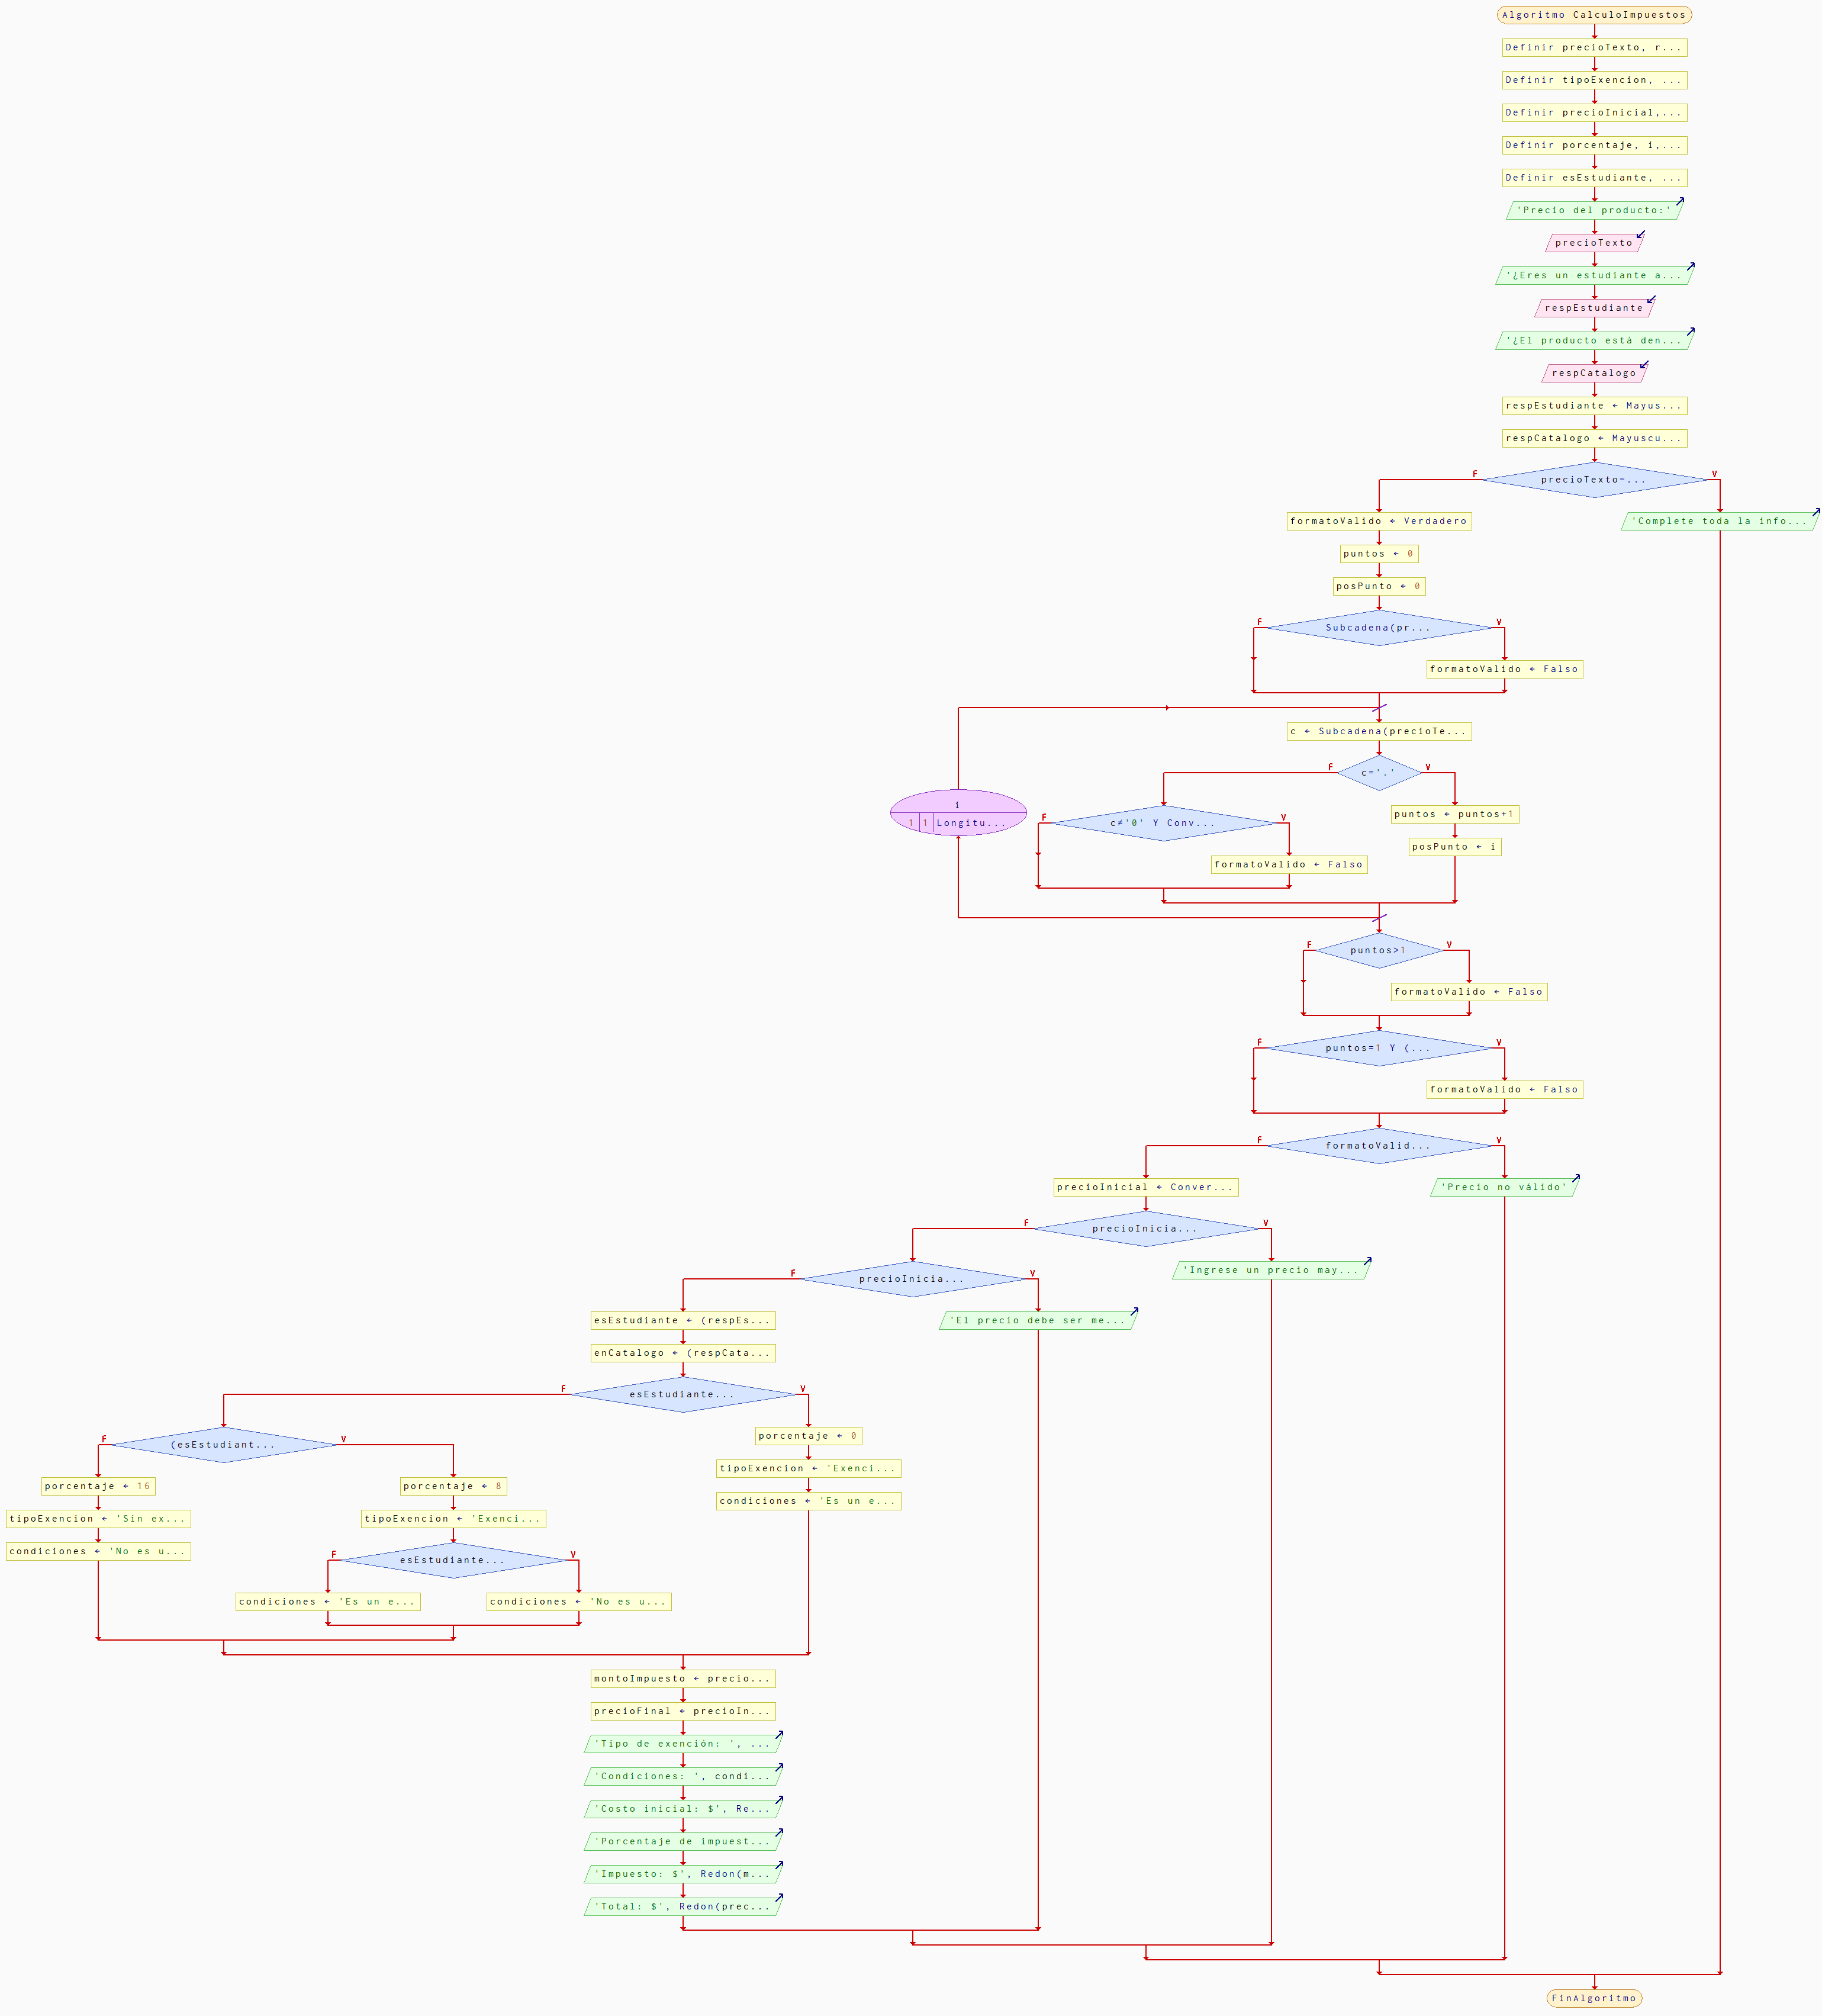 Algoritmo CalculoImpuestos
Definir precioTexto, r...
Definir tipoExencion, ...
Definir precioInicial,...
Definir porcentaje, i,...
Definir esEstudiante, ...
'Precio del producto:'
precioTexto
'¿Eres un estudiante a...
respEstudiante
'¿El producto está den...
respCatalogo
respEstudiante ← Mayus...
respCatalogo ← Mayuscu...
precioTexto=...
F
V
formatoValido ← Verdadero
'Complete toda la info...
puntos ← 0
posPunto ← 0
Subcadena(pr...
F
V
formatoValido ← Falso
c ← Subcadena(precioTe...
c='.'
F
V
i
1 1 Longitu...
c≠'0' Y Conv...
F
V
puntos ← puntos+1
posPunto ← i
formatoValido ← Falso
puntos>1
F
V
formatoValido ← Falso
puntos=1 Y (...
F
V
formatoValido ← Falso
formatoValid...
F
V
precioInicial ← Conver...
'Precio no válido'
precioInicia...
F
V
precioInicia...
F
V
'Ingrese un precio may...
esEstudiante ← (respEs...
'El precio debe ser me...
enCatalogo ← (respCata...
esEstudiante...
F
V
(esEstudiant...
F
V
porcentaje ← 0
tipoExencion ← 'Exenci...
condiciones ← 'Es un e...
porcentaje ← 16
tipoExencion ← 'Sin ex...
condiciones ← 'No es u...
porcentaje ← 8
tipoExencion ← 'Exenci...
esEstudiante...
F
V
condiciones ← 'Es un e...
condiciones ← 'No es u...
montoImpuesto ← precio...
precioFinal ← precioIn...
'Tipo de exención: ', ...
'Condiciones: ', condi...
'Costo inicial: $', Re...
'Porcentaje de impuest...
'Impuesto: $', Redon(m...
'Total: $', Redon(prec...
FinAlgoritmo